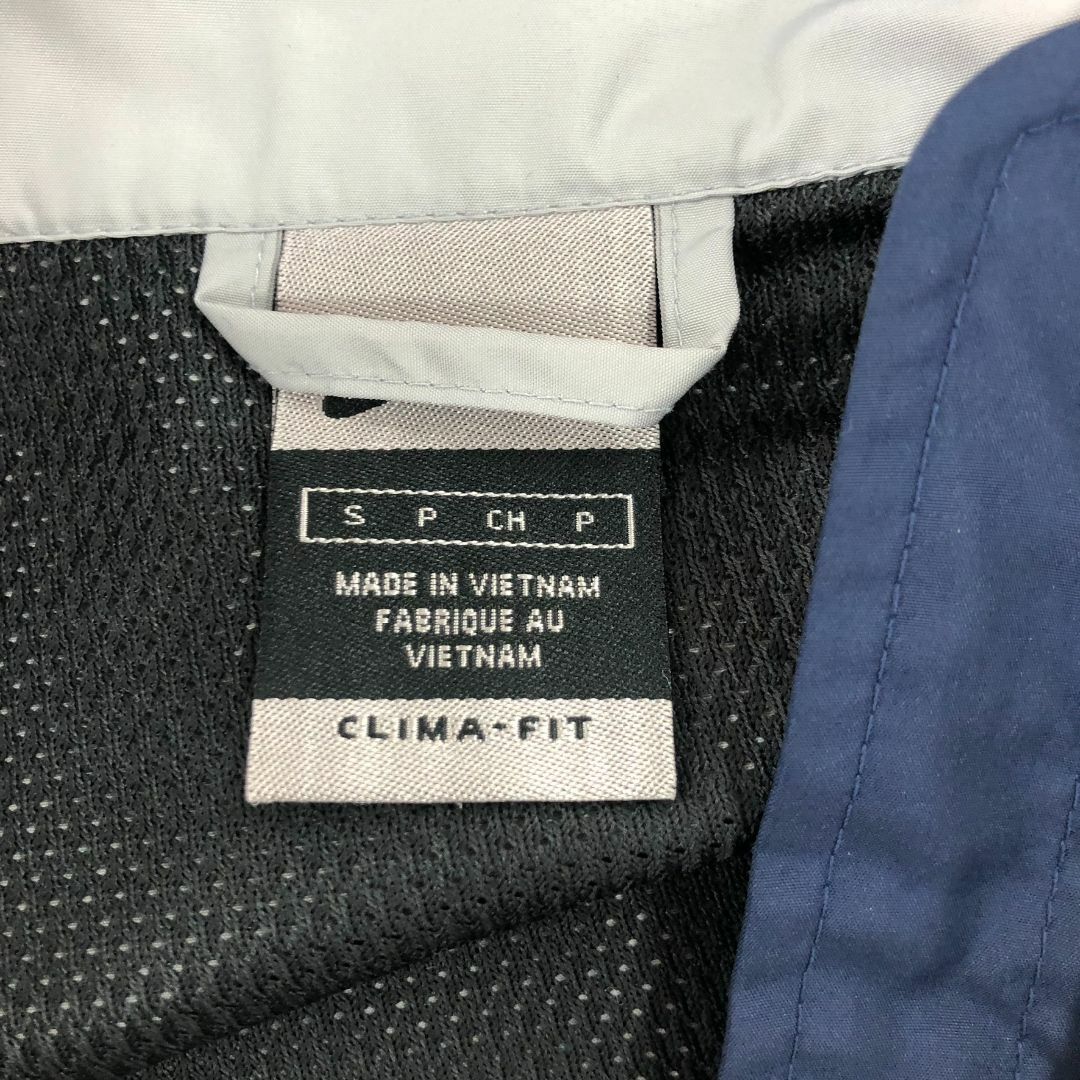 S P CH P
MADE IN VIETNAM
FABRIQUE AU
VIETNAM
CLIMA-FIT